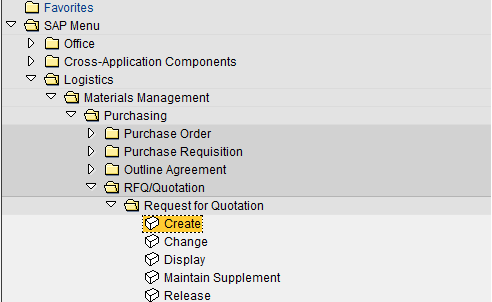 Favorites
SAP Menu
Office
Cross-Application Components
Logistics
Materials Management
Purchasing
Purchase Order
Purchase Requisition
Outline Agreement
RFQ/Quotation
Request for Quotation
Create
Change
Display
Maintain Supplement
Release